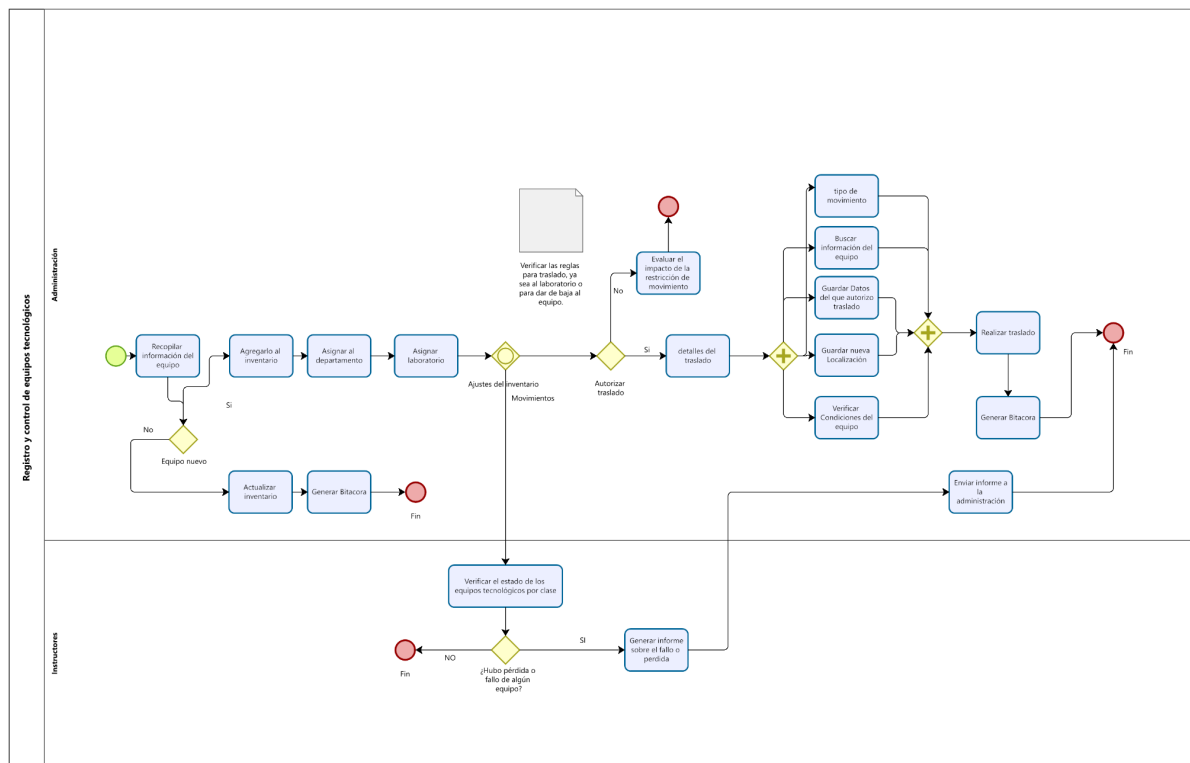 Registro y control de equipos tecnológicos
Administración
Recopilar
información del
equipo
Si
No
Equipo nuevo
Agregarlo al
inventario
Asignar al
departamento
Asignar
laboratorio
Ajustes del inventario
Movimientos
Verificar las reglas
para traslado, ya
sea al laboratorio o
para dar de baja al
equipo.
Evaluar el
impacto de la
restricción de
movimiento
No
Si
Autorizar
traslado
detalles del
traslado
tipo de
movimiento
Buscar
información del
equipo
Guardar Datos
del que autorizo
traslado
Guardar nueva
Localización
Verificar
Condiciones del
equipo
Realizar traslado
Generar Bitacora
Fin
Actualizar
inventario
Generar Bitacora
Fin
Enviar informe a
la
administración
Instructores
Verificar el estado de los
equipos tecnológicos por clase
NO
SI
Fin
¿Hubo pérdida o
fallo de algún
equipo?
Generar informe
sobre el fallo o
perdida